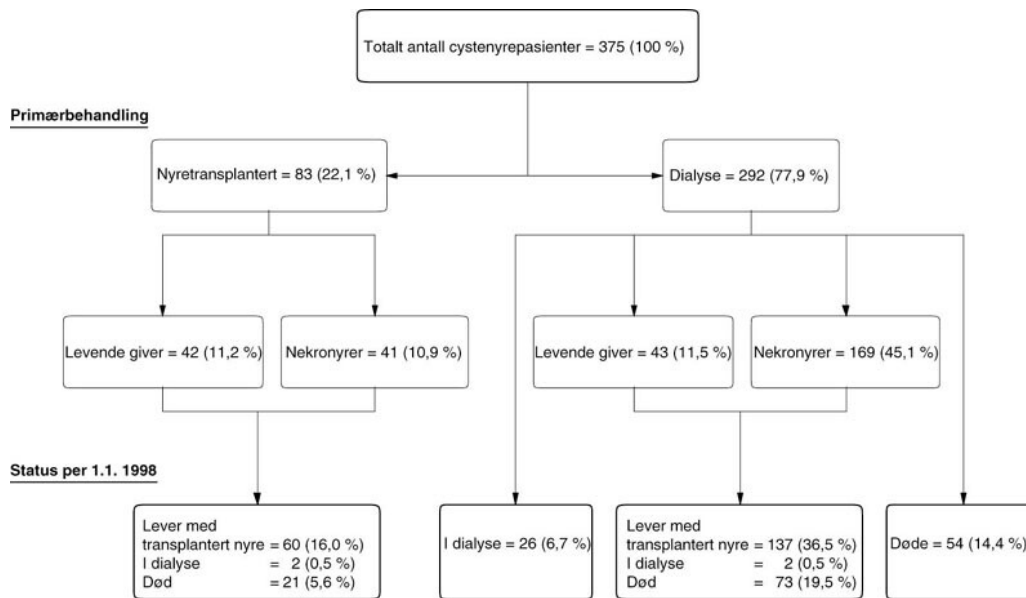 Totalt antall cystenyrepasienter = 375 (100 %)
Primærbehandling
Nyretransplantert = 83 (22,1 %)
Dialyse = 292 (77,9 %)
Levende giver = 42 (11,2 %)
Nekronyrer = 41 (10,9 %)
Levende giver = 43 (11,5 %)
Nekronyrer = 169 (45,1 %)
Status per 1.1. 1998
Lever med
transplantert nyre = 60 (16,0 %)
I dialyse = 2 (0,5 %)
Død = 21 (5,6 %)
I dialyse = 26 (6,7 %)
Lever med
transplantert nyre = 137 (36,5 %)
I dialyse = 2 (0,5 %)
Død = 73 (19,5 %)
Døde = 54 (14,4 %)